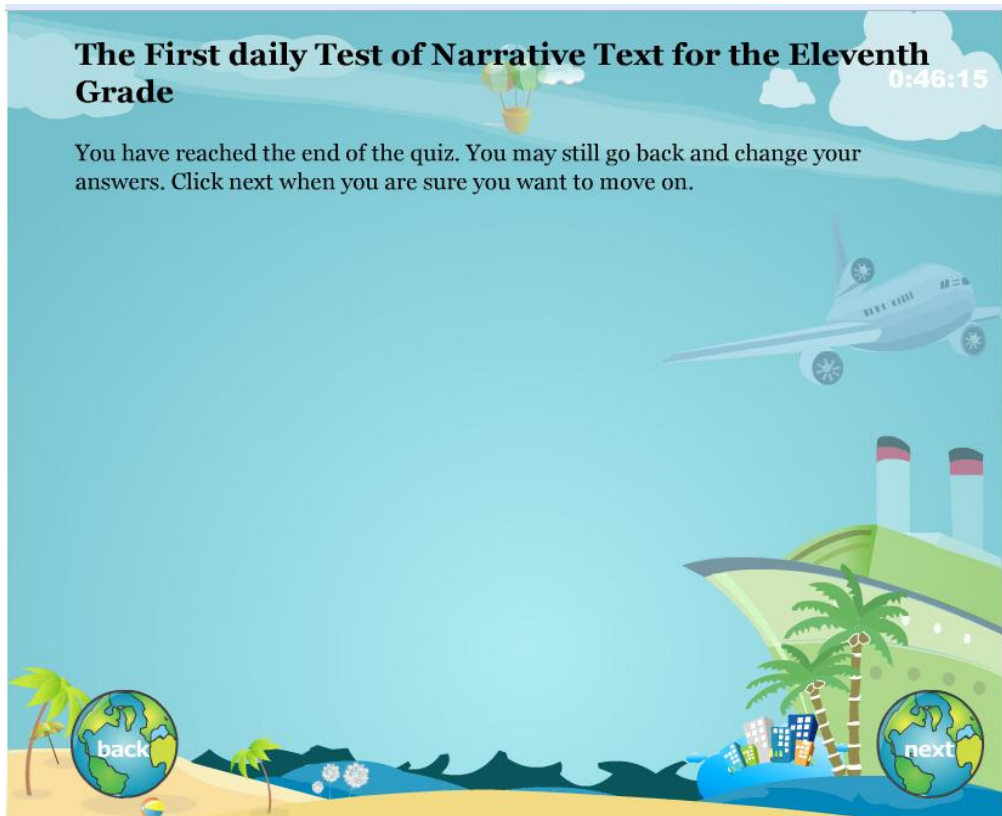 The First daily Test of Narrative Text for the Eleventh
Grade
0:46:15
You have reached the end of the quiz. You may still go back and change your
answers. Click next when you are sure you want to move on.
back
next